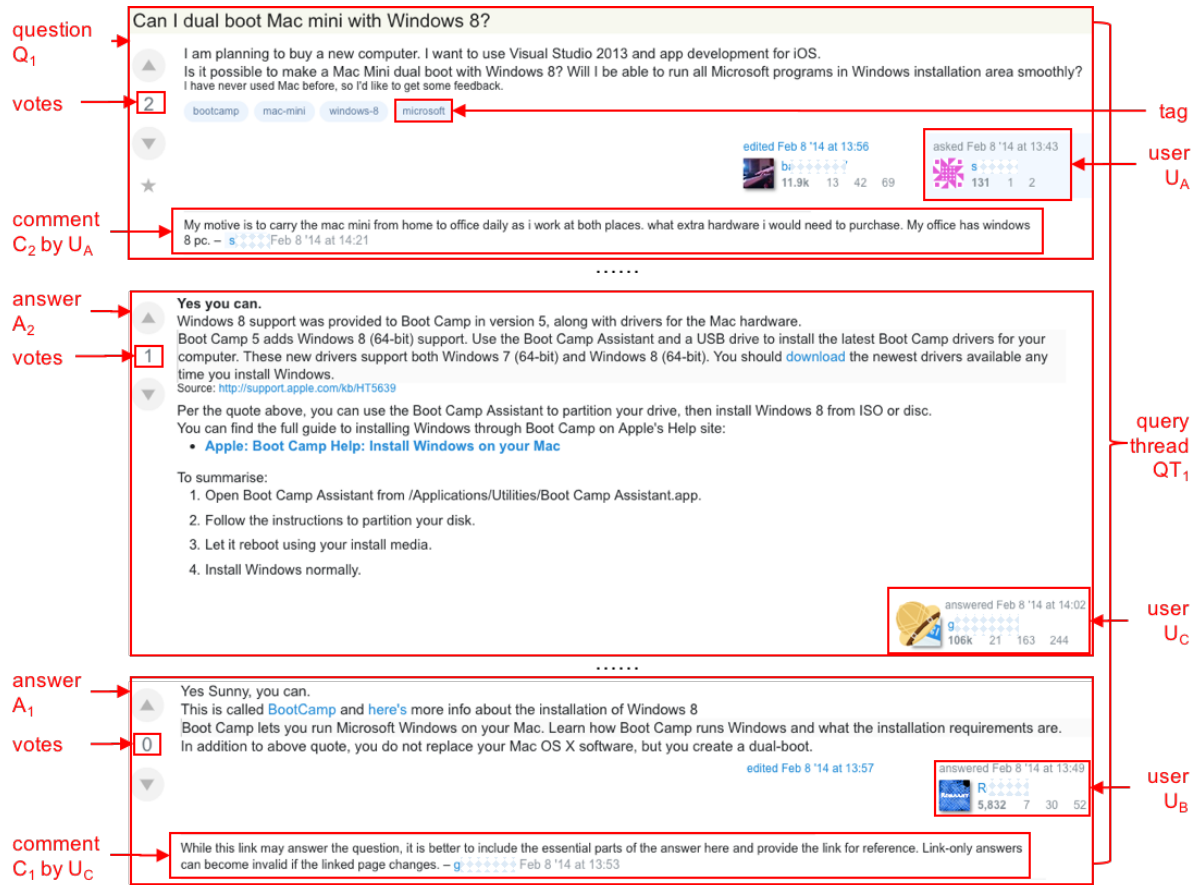 Can I dual boot Mac mini with Windows 8?
question
Q1
I am planning to buy a new computer. I want to use Visual Studio 2013 and app development for iOS.
Is it possible to make a Mac Mini dual boot with Windows 8? Will I be able to run all Microsoft programs in Windows installation area smoothly?
I have never used Mac before, so I'd like to get some feedback.
votes
2
bootcamp mac-mini windows-8 microsoft
tag
edited Feb 8 '14 at 13:56
11.9k 13 42 69
asked Feb 8 '14 at 13:43
s
131 1 2
user
UA
comment
C2 by UA
My motive is to carry the mac mini from home to office daily as i work at both places. what extra hardware i would need to purchase. My office has windows
8 pc. – s Feb 8 '14 at 14:21
......
answer
A2
votes
1
Yes you can.
Windows 8 support was provided to Boot Camp in version 5, along with drivers for the Mac hardware.
Boot Camp 5 adds Windows 8 (64-bit) support. Use the Boot Camp Assistant and a USB drive to install the latest Boot Camp drivers for your
computer. These new drivers support both Windows 7 (64-bit) and Windows 8 (64-bit). You should download the newest drivers available any
time you install Windows.
Source: http://support.apple.com/kb/HT5639
Per the quote above, you can use the Boot Camp Assistant to partition your drive, then install Windows 8 from ISO or disc.
You can find the full guide to installing Windows through Boot Camp on Apple's Help site:
• Apple: Boot Camp Help: Install Windows on your Mac
query
thread
QT1
To summarise:
1. Open Boot Camp Assistant from /Applications/Utilities/Boot Camp Assistant.app.
2. Follow the instructions to partition your disk.
3. Let it reboot using your install media.
4. Install Windows normally.
answered Feb 8 '14 at 14:02
g
106k 21 163 244
user
UC
......
answer
A1
votes
0
Yes Sunny, you can.
This is called BootCamp and here's more info about the installation of Windows 8
Boot Camp lets you run Microsoft Windows on your Mac. Learn how Boot Camp runs Windows and what the installation requirements are.
In addition to above quote, you do not replace your Mac OS X software, but you create a dual-boot.
edited Feb 8 '14 at 13:57
answered Feb 8 '14 at 13:49
R
5,832 7 30 52
user
UB
comment
C1 by UC
While this link may answer the question, it is better to include the essential parts of the answer here and provide the link for reference. Link-only answers
can become invalid if the linked page changes. – g Feb 8 '14 at 13:53